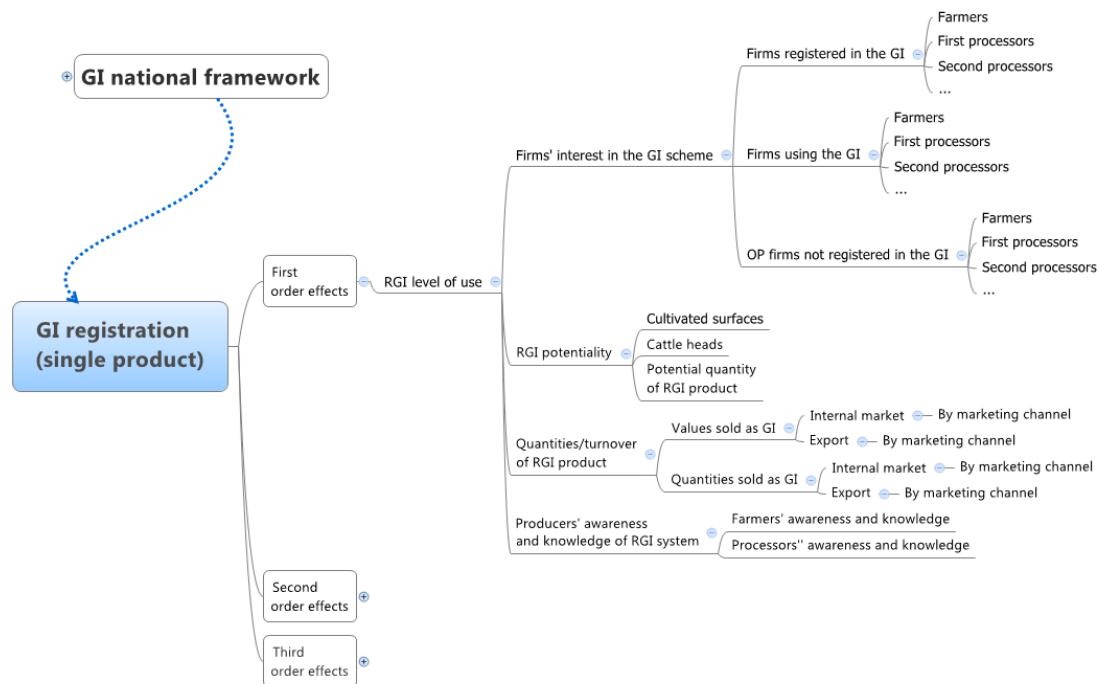 GI national framework
GI registration
(single product)
First
order effects
RGI level of use
Firms' interest in the GI scheme
Firms registered in the GI
Farmers
First processors
Second processors
...
Firms using the GI
Farmers
First processors
Second processors
...
OP firms not registered in the GI
Farmers
First processors
Second processors
...
RGI potentiality
Cultivated surfaces
Cattle heads
Potential quantity
of RGI product
Quantities/turnover
of RGI product
Values sold as GI
Internal market
By marketing channel
Export
By marketing channel
Quantities sold as GI
Internal market
By marketing channel
Export
By marketing channel
Producers' awareness
and knowledge of RGI system
Farmers' awareness and knowledge
Processors'' awareness and knowledge
Second
order effects
Third
order effects